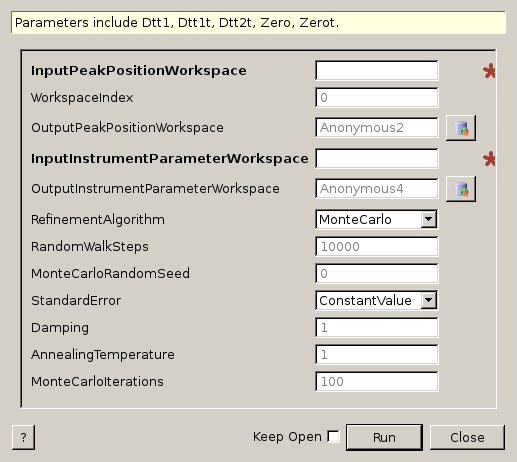 Parameters include Dtt1, Dtt1t, Dtt2t, Zero, Zerot.
InputPeakPositionWorkspace
WorkspaceIndex 0
OutputPeakPositionWorkspace Anonymous2
InputInstrumentParameterWorkspace
OutputInstrumentParameterWorkspace Anonymous4
RefinementAlgorithm MonteCarlo
RandomWalkSteps 10000
MonteCarloRandomSeed 0
StandardError ConstantValue
Damping 1
AnnealingTemperature 1
MonteCarloIterations 100
? Keep Open Run Close